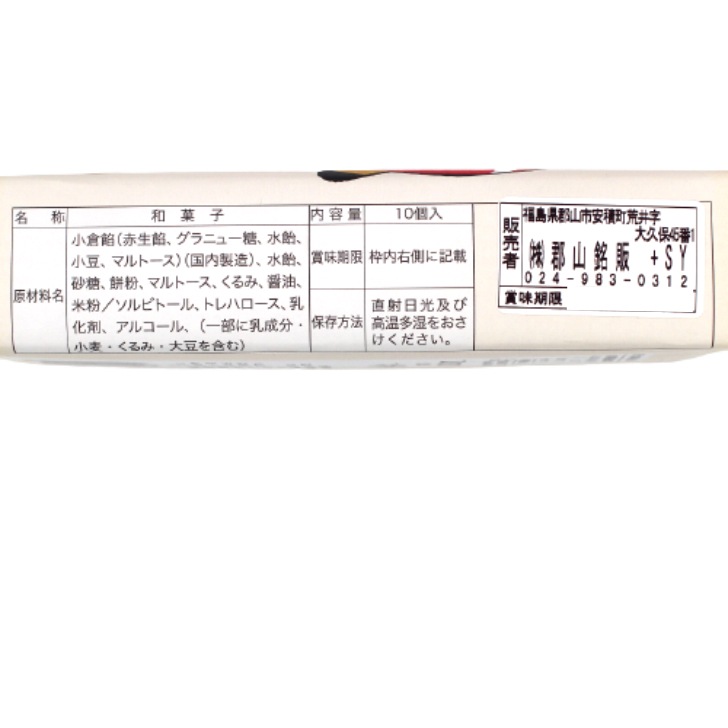 名 称
和 菓 子
原材料名
小倉餡(赤生餡、グラニュー糖、水飴、
小豆、マルトース)(国内製造)、水飴、
砂糖、餅粉、マルトース、くるみ、醤油、
米粉/ソルビトール、トレハロース、乳
化剤、アルコール、(一部に乳成分・
小麦・くるみ・大豆を含む)
内容量
10個入
賞味期限
枠内右側に記載
保存方法
直射日光及び
高温多湿をおさ
けください。
販売者
福島県郡山市安積町荒井字
大久保45番1
㈱ 郡 山 銘 販 +SY
024-983-0312
賞味期限